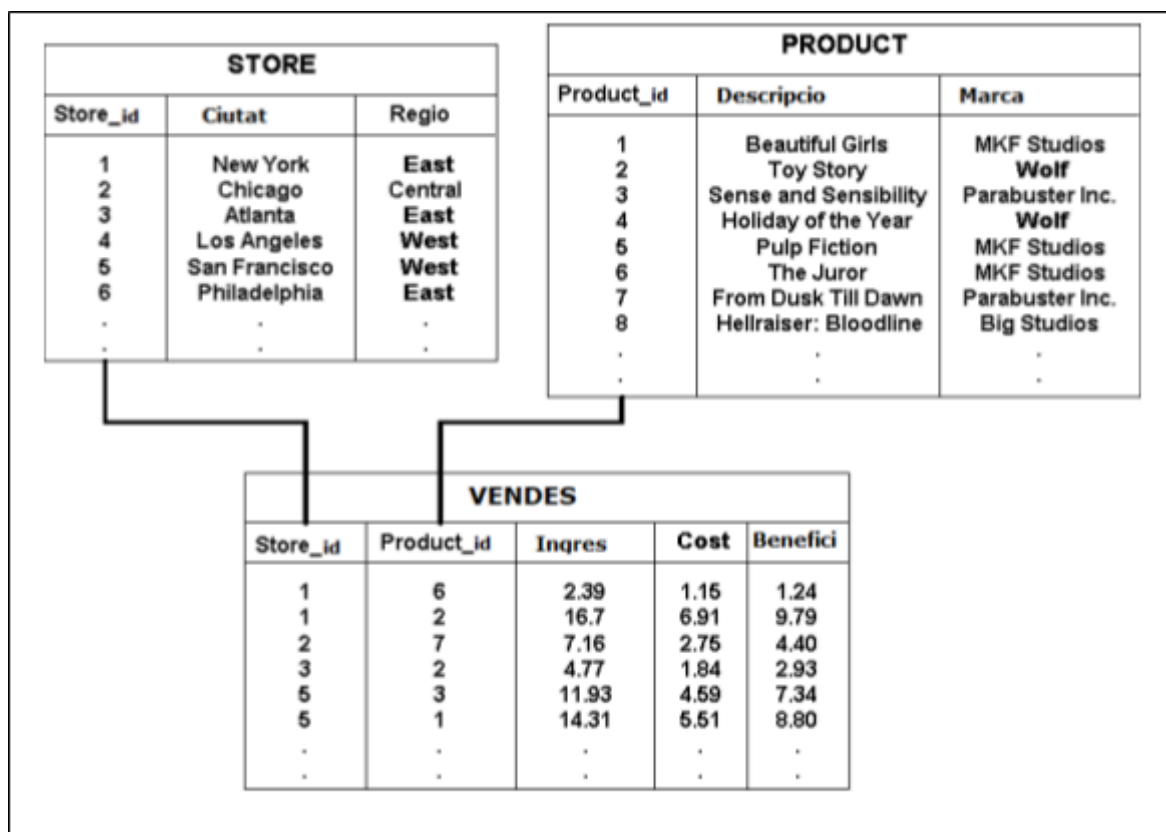 STORE
Store_id Ciutat Regio
1 New York East
2 Chicago Central
3 Atlanta East
4 Los Angeles West
5 San Francisco West
6 Philadelphia East
. . .
. . .
PRODUCT
Product_id Descripcio Marca
1 Beautiful Girls MKF Studios
2 Toy Story Wolf
3 Sense and Sensibility Parabuster Inc.
4 Holiday of the Year Wolf
5 Pulp Fiction MKF Studios
6 The Juror MKF Studios
7 From Dusk Till Dawn Parabuster Inc.
8 Hellraiser: Bloodline Big Studios
. . .
. . .
VENDES
Store_id Product_id Ingres Cost Benefici
1 6 2.39 1.15 1.24
1 2 16.7 6.91 9.79
2 7 7.16 2.75 4.40
3 2 4.77 1.84 2.93
5 3 11.93 4.59 7.34
5 1 14.31 5.51 8.80
. . . . .
. . . . .